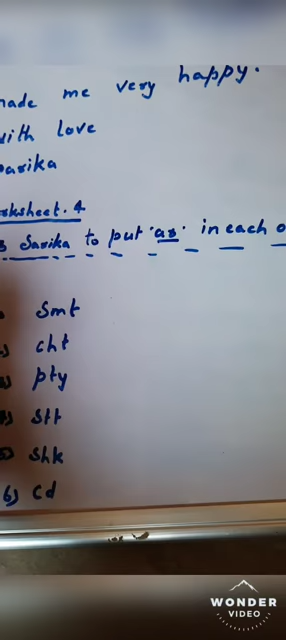 made me very happy.
with love
Sarika
Worksheet. 4
Sarika to put 'ar' in each
smt
cht
pty
stt
shk
6) cd
WONDER
VIDEO